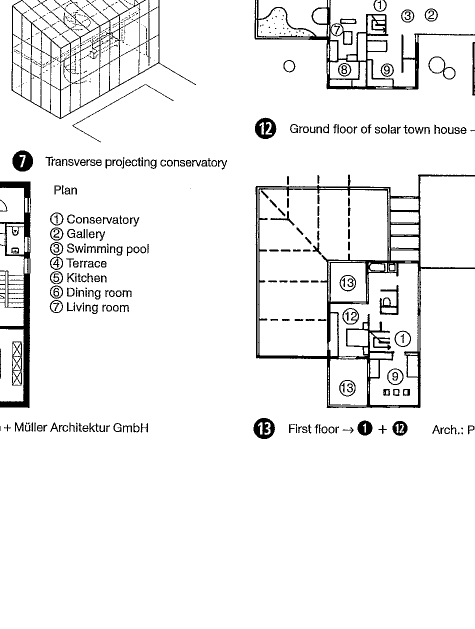 1
3 2
7
8 9
12 Ground floor of solar town house –
7 Transverse projecting conservatory
Plan
1 Conservatory
2 Gallery
3 Swimming pool
4 Terrace
5 Kitchen
6 Dining room
7 Living room
13
12
1
9
13
+ Müller Architektur GmbH
13 First floor → 1 + 12 Arch.: P